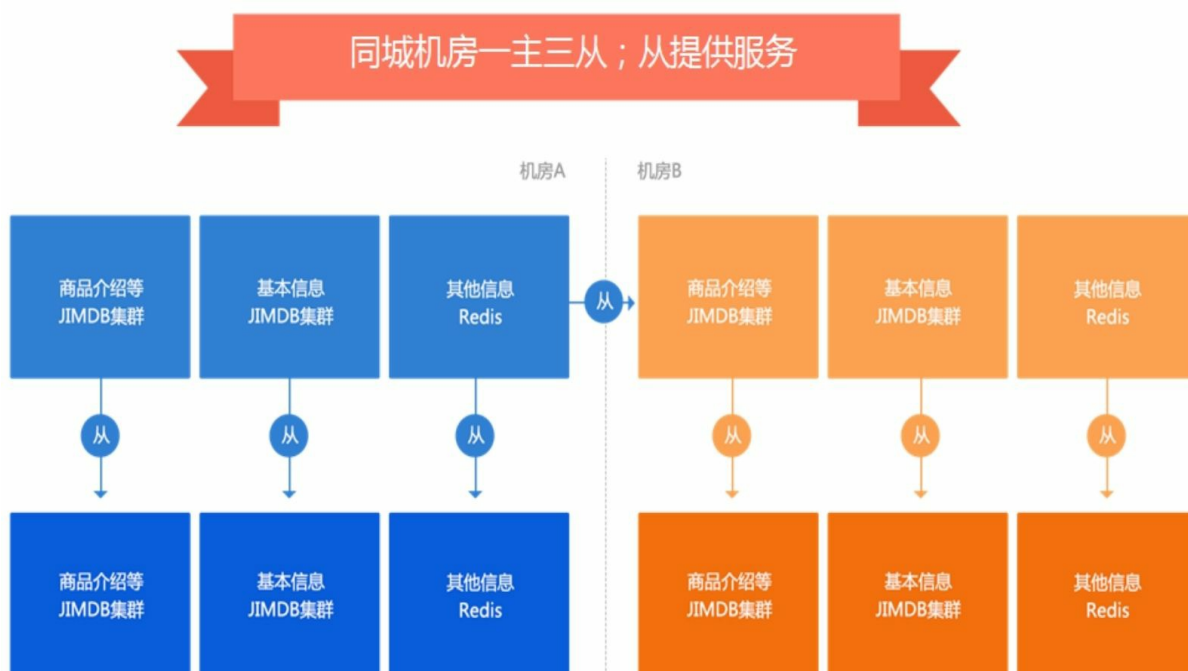 同城机房一主三从；从提供服务
机房A
机房B
商品介绍等
JIMDB集群
基本信息
JIMDB集群
其他信息
Redis
从
商品介绍等
JIMDB集群
基本信息
JIMDB集群
其他信息
Redis
从
从
从
从
从
从
商品介绍等
JIMDB集群
基本信息
JIMDB集群
其他信息
Redis
商品介绍等
JIMDB集群
基本信息
JIMDB集群
其他信息
Redis